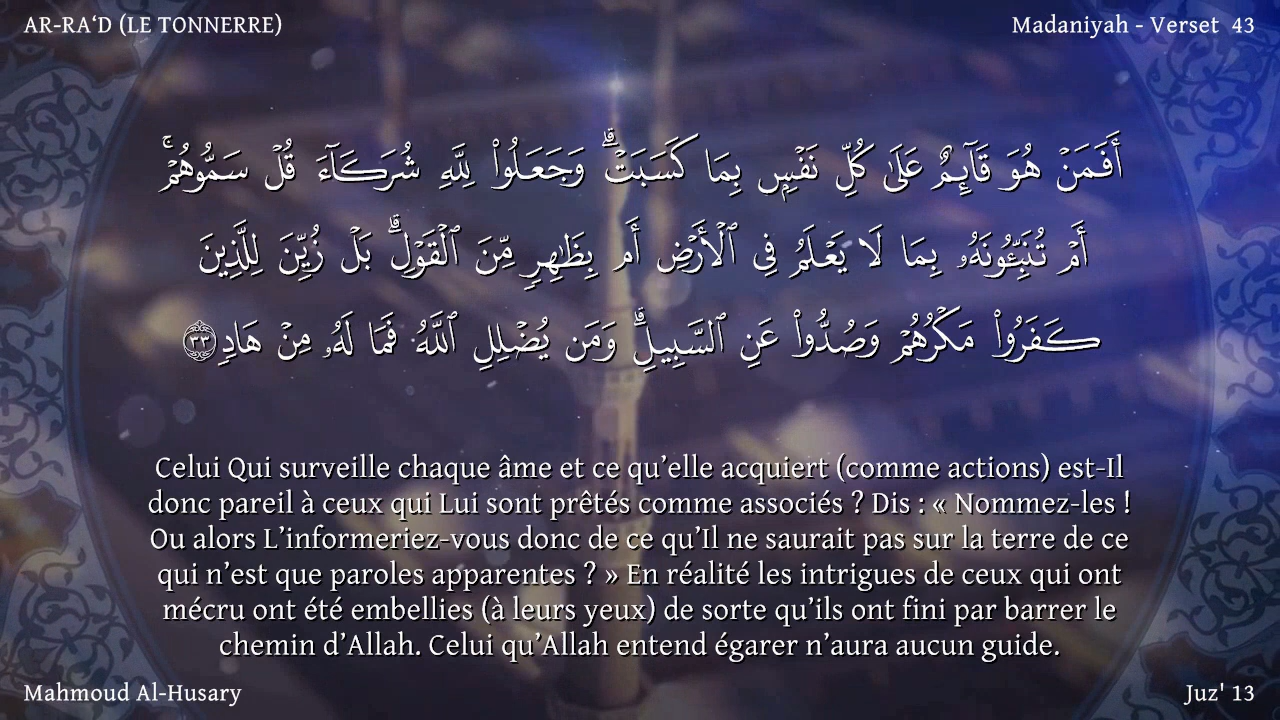 AR-RA‘D (LE TONNERRE)
Madaniyah - Verset 43
أَفَمَنْ هُوَ قَآئِمٌ عَلَىٰ كُلِّ نَفْسٍۭ بِمَا كَسَبَتْ ۗ وَجَعَلُوا۟ لِلَّهِ شُرَكَآءَ قُلْ سَمُّوهُمْ ۚ
أَمْ تُنَبِّـُٔونَهُۥ بِمَا لَا يَعْلَمُ فِى ٱلْأَرْضِ أَم بِظَـٰهِرٍ مِّنَ ٱلْقَوْلِ ۗ بَلْ زُيِّنَ لِلَّذِينَ
كَفَرُوا۟ مَكْرُهُمْ وَصُدُّوا۟ عَنِ ٱلسَّبِيلِ ۗ وَمَن يُضْلِلِ ٱللَّهُ فَمَا لَهُۥ مِنْ هَادٍ ٣٣
Celui Qui surveille chaque âme et ce qu’elle acquiert (comme actions) est-Il
donc pareil à ceux qui Lui sont prêtés comme associés ? Dis : « Nommez-les !
Ou alors L’informeriez-vous donc de ce qu’Il ne saurait pas sur la terre de ce
qui n’est que paroles apparentes ? » En réalité les intrigues de ceux qui ont
mécru ont été embellies (à leurs yeux) de sorte qu’ils ont fini par barrer le
chemin d’Allah. Celui qu’Allah entend égarer n’aura aucun guide.
Mahmoud Al-Husary
Juz' 13